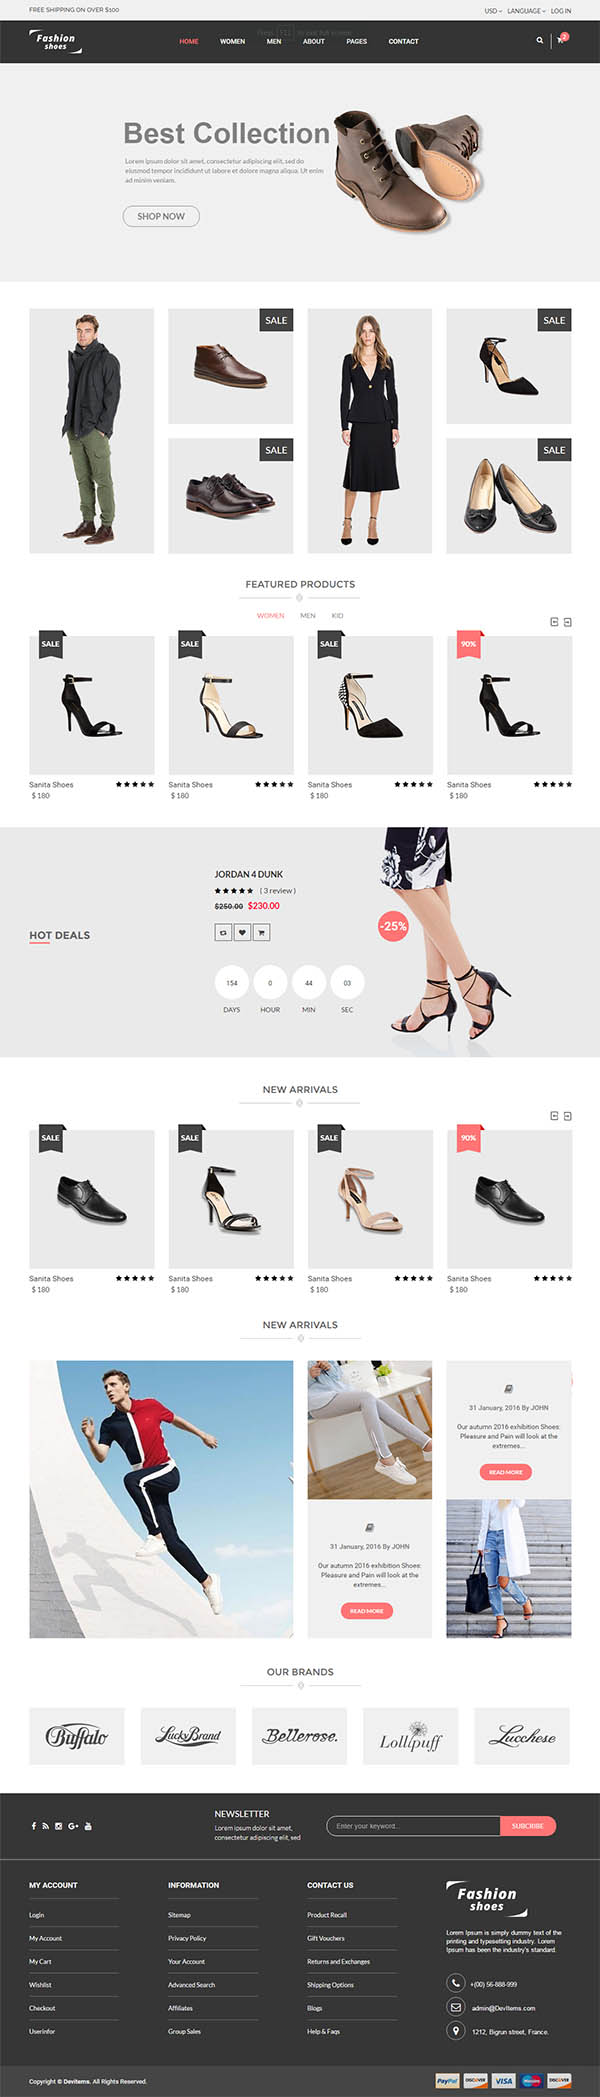 FREE SHIPPING ON OVER $100
USD LANGUAGE LOG IN
Fashion
shoes
HOME WOMEN MEN ABOUT PAGES CONTACT
2
Best Collection
Lorem ipsum dolor sit amet, consectetur adipiscing elit, sed do
eiusmod tempor incididunt ut labore et dolore magna aliqua. Ut enim
ad minim veniam.
SHOP NOW
SALE
SALE
SALE
SALE
FEATURED PRODUCTS
WOMEN MEN KID
SALE SALE SALE 90%
Sanita Shoes Sanita Shoes Sanita Shoes Sanita Shoes
$ 180 $ 180 $ 180 $ 180
HOT DEALS
JORDAN 4 DUNK
( 3 review )
$250.00 $230.00
-25%
154 0 44 03
DAYS HOUR MIN SEC
NEW ARRIVALS
SALE SALE SALE 90%
Sanita Shoes Sanita Shoes Sanita Shoes Sanita Shoes
$ 180 $ 180 $ 180 $ 180
NEW ARRIVALS
31 January, 2016 By JOHN
Our autumn 2016 exhibition Shoes:
Pleasure and Pain will look at the
extremes...
READ MORE
31 January, 2016 By JOHN
Our autumn 2016 exhibition Shoes:
Pleasure and Pain will look at the
extremes...
READ MORE
OUR BRANDS
Buffalo Lucky Brand Bellerose. Lollipuff Lucchese
NEWSLETTER
Lorem ipsum dolor sit amet,
consectetur adipiscing elit, sed
Enter your keyword...
SUBCRIBE
MY ACCOUNT
Login
My Account
My Cart
Wishlist
Checkout
Userinfor
INFORMATION
Sitemap
Privacy Policy
Your Account
Advanced Search
Affiliates
Group Sales
CONTACT US
Product Recall
Gift Vouchers
Returns and Exchanges
Shipping Options
Blogs
Help & Faqs
Fashion
shoes
Lorem Ipsum is simply dummy text of the
printing and typesetting industry. Lorem
Ipsum has been the industry's standard.
+(00) 56-888-999
admin@DevItems.com
1212, Bigrun street, France.
Copyright © Devitems. All Rights Reserved.
PayPal DISCOVER VISA Maestro DISCOVER